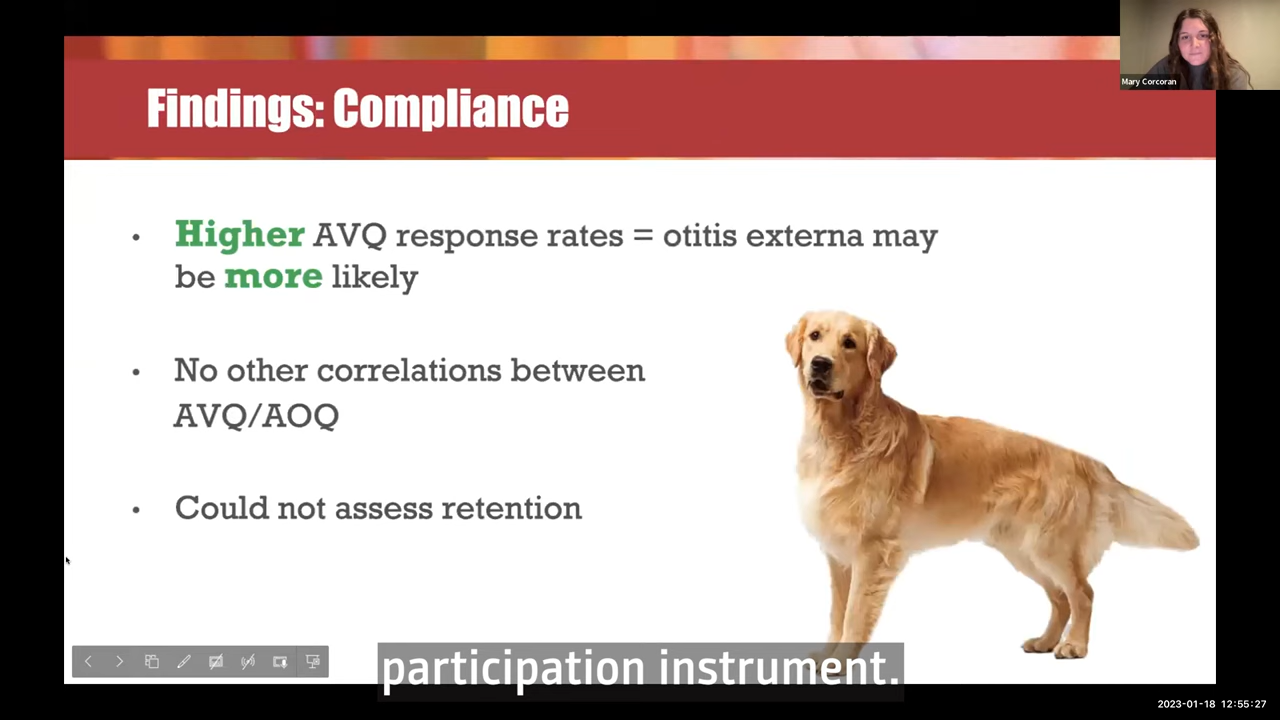 Mary Corcoran
Findings: Compliance
• Higher AVQ response rates = otitis externa may
be more likely
• No other correlations between
AVQ/AOQ
• Could not assess retention
participation instrument.
2023-01-18 12:55:27